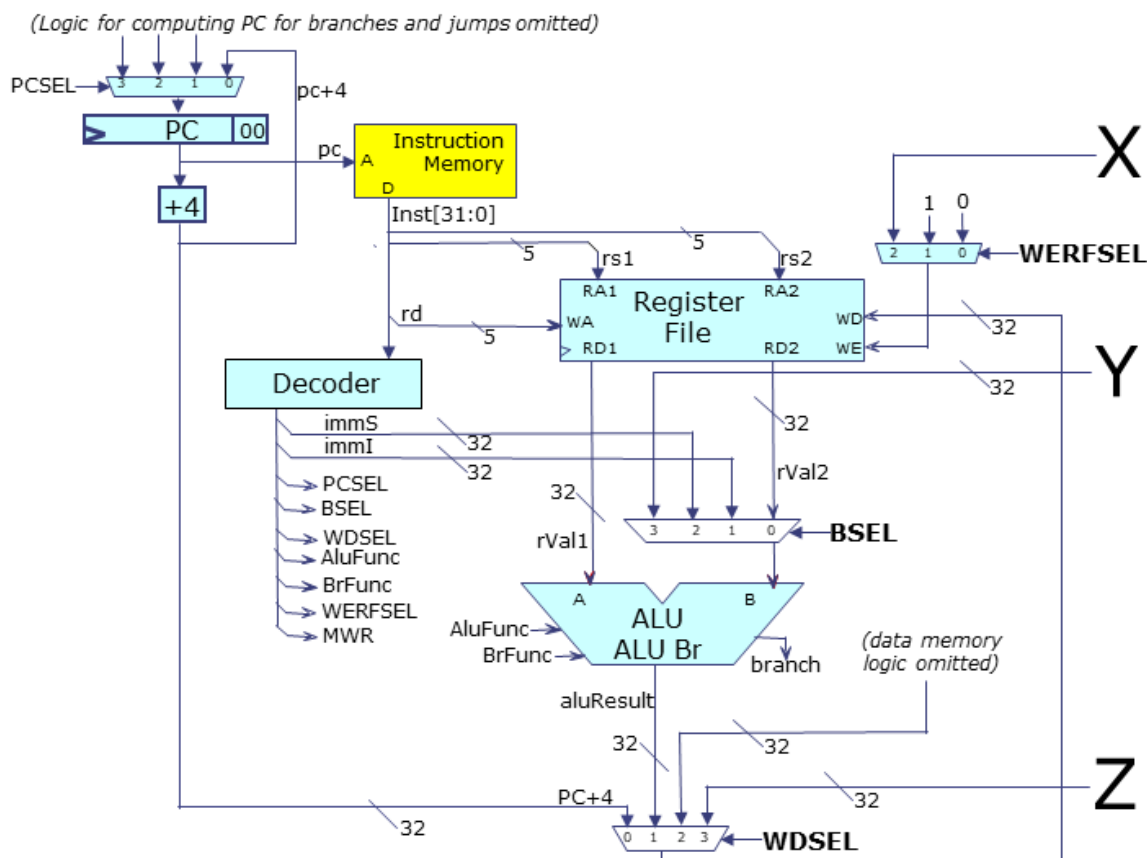 (Logic for computing PC for branches and jumps omitted)
PCSEL
3 2 1 0
pc+4
PC 00
pc
A
Instruction
Memory
D
+4
Inst[31:0]
X
1 0
2 1 0
WERFSEL
5
5
rs1
rs2
RA1
RA2
Register
File
rd
5
WA
WD
32
RD1
RD2
WE
Y
32
Decoder
immS
32
immI
32
32
rVal2
PCSEL
BSEL
WDSEL
AluFunc
BrFunc
WERFSEL
MWR
32
rVal1
3 2 1 0
BSEL
A
B
ALU
ALU Br
AluFunc
BrFunc
branch
(data memory
logic omitted)
aluResult
32
32
Z
32
PC+4
32
0 1 2 3
WDSEL